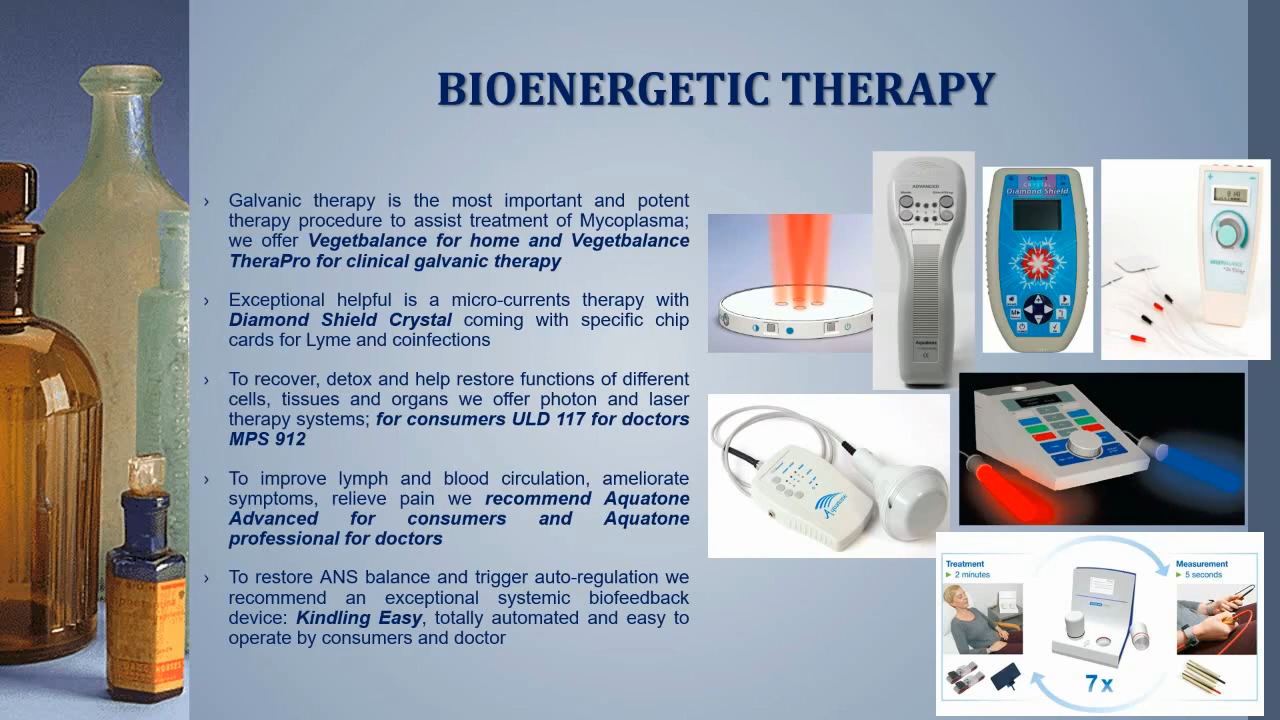 BIOENERGETIC THERAPY
› Galvanic therapy is the most important and potent
therapy procedure to assist treatment of Mycoplasma;
we offer Vegetbalance for home and Vegetbalance
TheraPro for clinical galvanic therapy
› Exceptional helpful is a micro-currents therapy with
Diamond Shield Crystal coming with specific chip
cards for Lyme and coinfections
› To recover, detox and help restore functions of different
cells, tissues and organs we offer photon and laser
therapy systems; for consumers ULD 117 for doctors
MPS 912
› To improve lymph and blood circulation, ameliorate
symptoms, relieve pain we recommend Aquatone
Advanced for consumers and Aquatone
professional for doctors
› To restore ANS balance and trigger auto-regulation we
recommend an exceptional systemic biofeedback
device: Kindling Easy, totally automated and easy to
operate by consumers and doctor
ADVANCED
Aquatone
CRYSTAL
Diamond Shield
Aquatone
Treatment
► 2 minutes
Measurement
► 5 seconds
7x